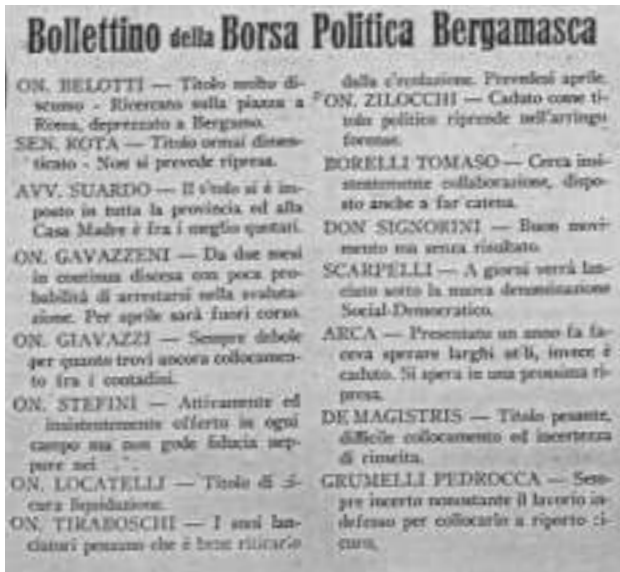 Bollettino della Borsa Politica Bergamasca
ON. BELOTTI — Titolo molto di-
scusso - Ricercato sulla piazza a
Roma, deprezzato a Bergamo.
SEN. ROTA — Titolo ormai dimen-
ticato - Non si prevede ripresa.
AVV. SUARDO — Il titolo si è im-
posto in tutta la provincia ed alla
Casa Madre è fra i meglio quotati.
ON. GAVAZZENI — Da due mesi
in continua discesa con poca pro-
babilità di arrestarsi nella svaluta-
zione. Per aprile sarà fuori corso.
ON. GIAVAZZI — Sempre debole
per quanto trovi ancora collocamen-
to fra i contadini.
ON. STEFINI — Attivamente ed
insistentemente offerto in ogni
campo ma non gode fiducia nep-
pure nei
ON. LOCATELLI — Titolo di si-
cura liquidazione.
ON. TIRABOSCHI — I suoi lan-
ciatori pensano che è bene ritirarlo
dalla circolazione. Prevedesi aprile.
ON. ZILOCCHI — Caduto come ti-
tolo politico riprende nell'arringo
forense.
BORELLI TOMASO — Cerca insi-
stentemente collaborazione, dispo-
sto anche a far catena.
DON SIGNORINI — Buon movi-
mento ma senza risultato.
SCARPELLI — A giorni verrà lan-
ciato sotto la nuova denominazione
Social-Democratico.
ARCA — Presentato un anno fa fa-
ceva sperare larghi utili, invece è
caduto. Si spera in una prossima ri-
presa.
DE MAGISTRIS — Titolo pesante,
difficile collocamento ed incertezza
di riuscita.
GRUMELLI PEDROCCA — Sem-
pre incerto nonostante il lavorio in-
defesso per collocarlo a riporto si-
curo.